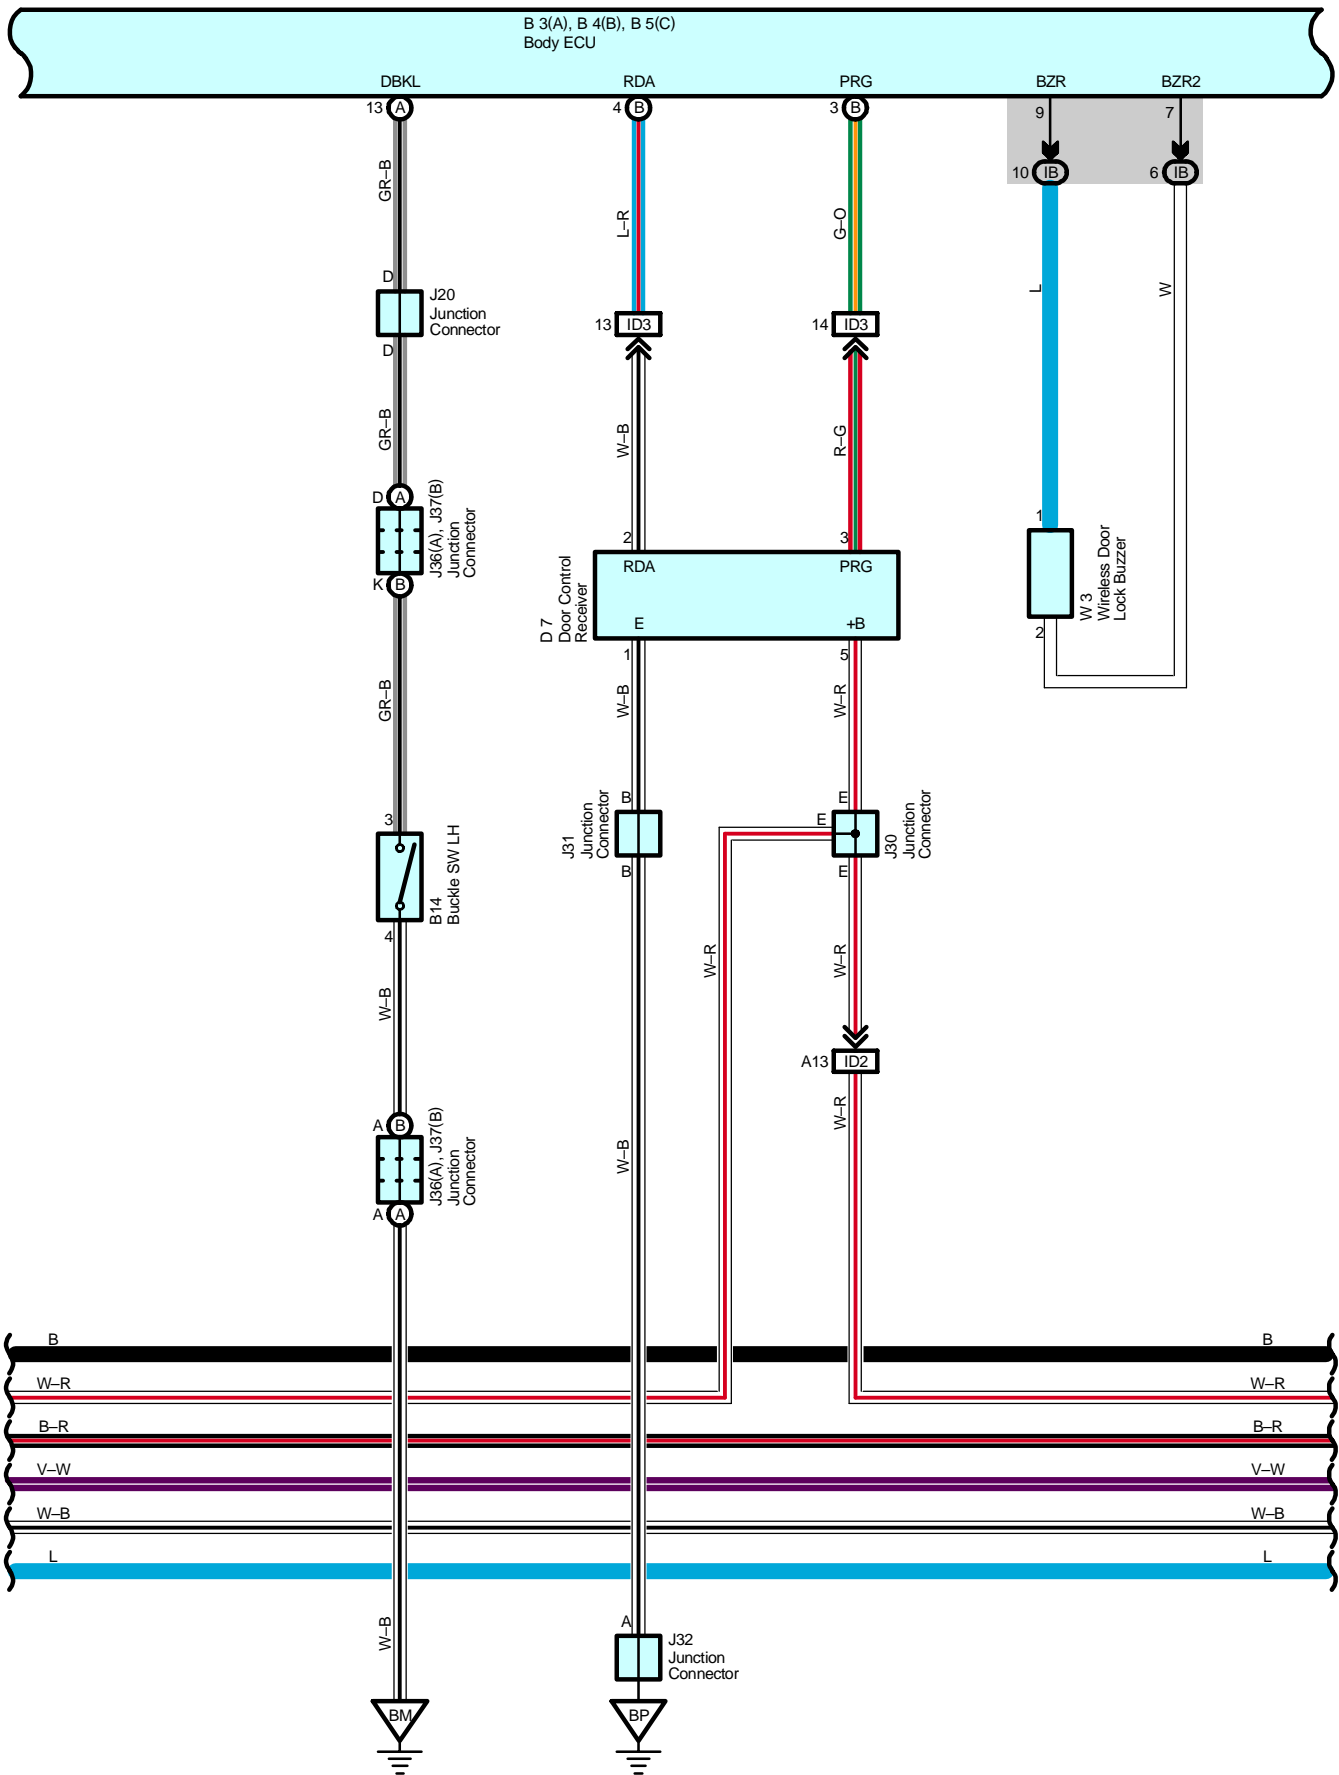 B 3(A), B 4(B), B 5(C)
Body ECU
DBKL
RDA
PRG
BZR
BZR2
13 A
4 B
3 B
9
7
10 IB
6 IB
GR–B
L–R
G–O
L
W
D
J20
Junction
Connector
D
13 ID3
14 ID3
GR–B
W–B
R–G
D A
J36(A), J37(B)
Junction
Connector
K B
1
W 3
Wireless Door
Lock Buzzer
2
2
3
RDA
PRG
E
+B
D 7
Door Control
Receiver
1
5
GR–B
W–B
W–R
3
B14
Buckle SW LH
4
B
J31
Junction
Connector
B
E
E
J30
Junction
Connector
E
W–B
W–R
W–R
A13 ID2
W–R
A B
J36(A), J37(B)
Junction
Connector
A A
W–B
B
B
W–R
W–R
B–R
B–R
V–W
V–W
W–B
W–B
L
L
W–B
A
J32
Junction
Connector
BM
BP